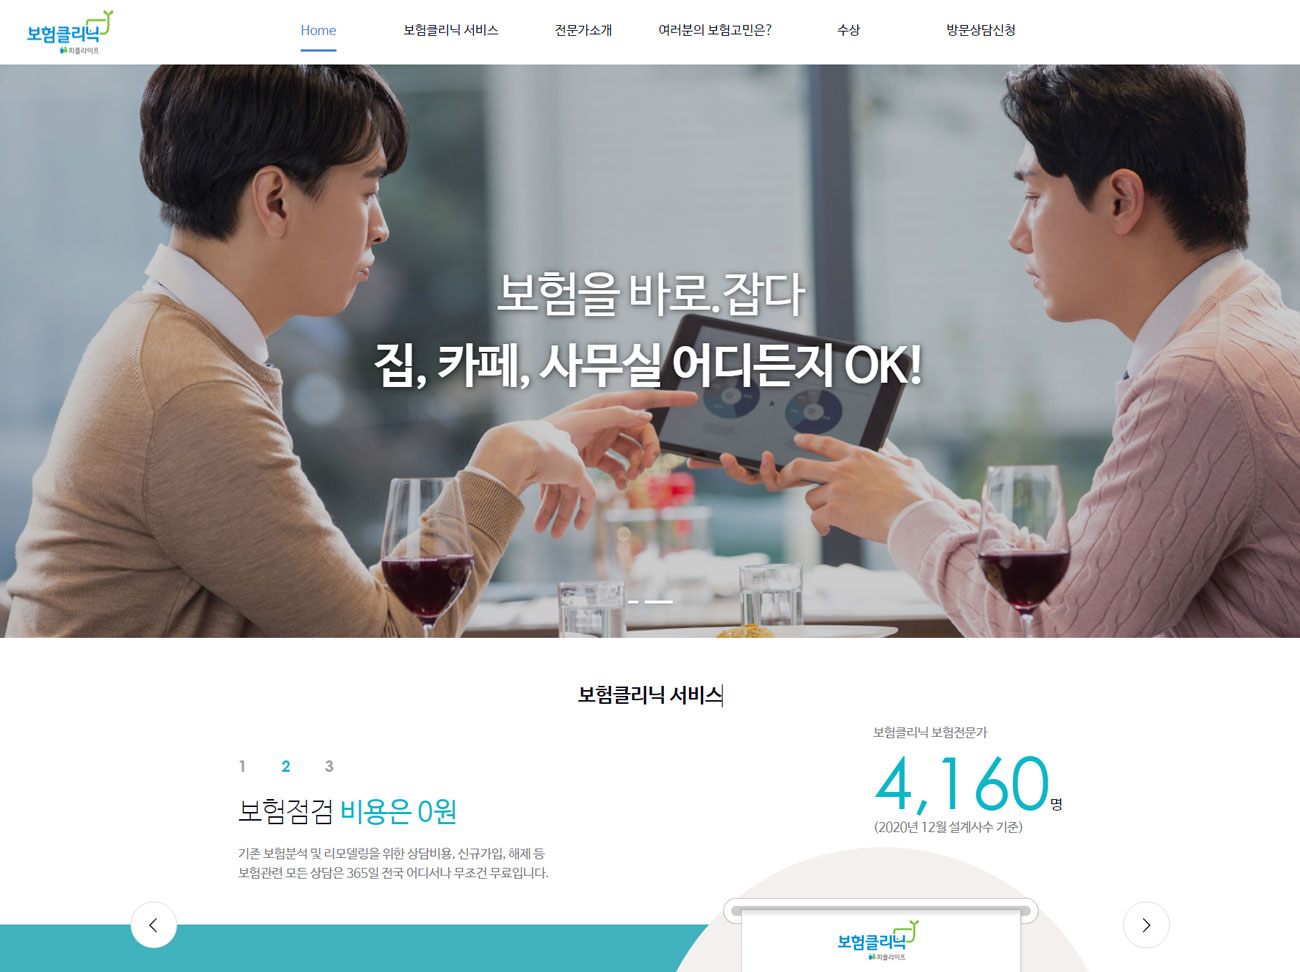 보험클리닉
피플라이프
Home
보험클리닉 서비스
전문가소개
여러분의 보험고민은?
수상
방문상담신청
보험을 바로.잡다
집, 카페, 사무실 어디든지 OK!
보험클리닉 서비스
1 2 3
보험점검 비용은 0원
기존 보험분석 및 리모델링을 위한 상담비용, 신규가입, 해제 등
보험관련 모든 상담은 365일 전국 어디서나 무조건 무료입니다.
보험클리닉 보험전문가
4,160명
(2020년 12월 설계사수 기준)
보험클리닉
피플라이프